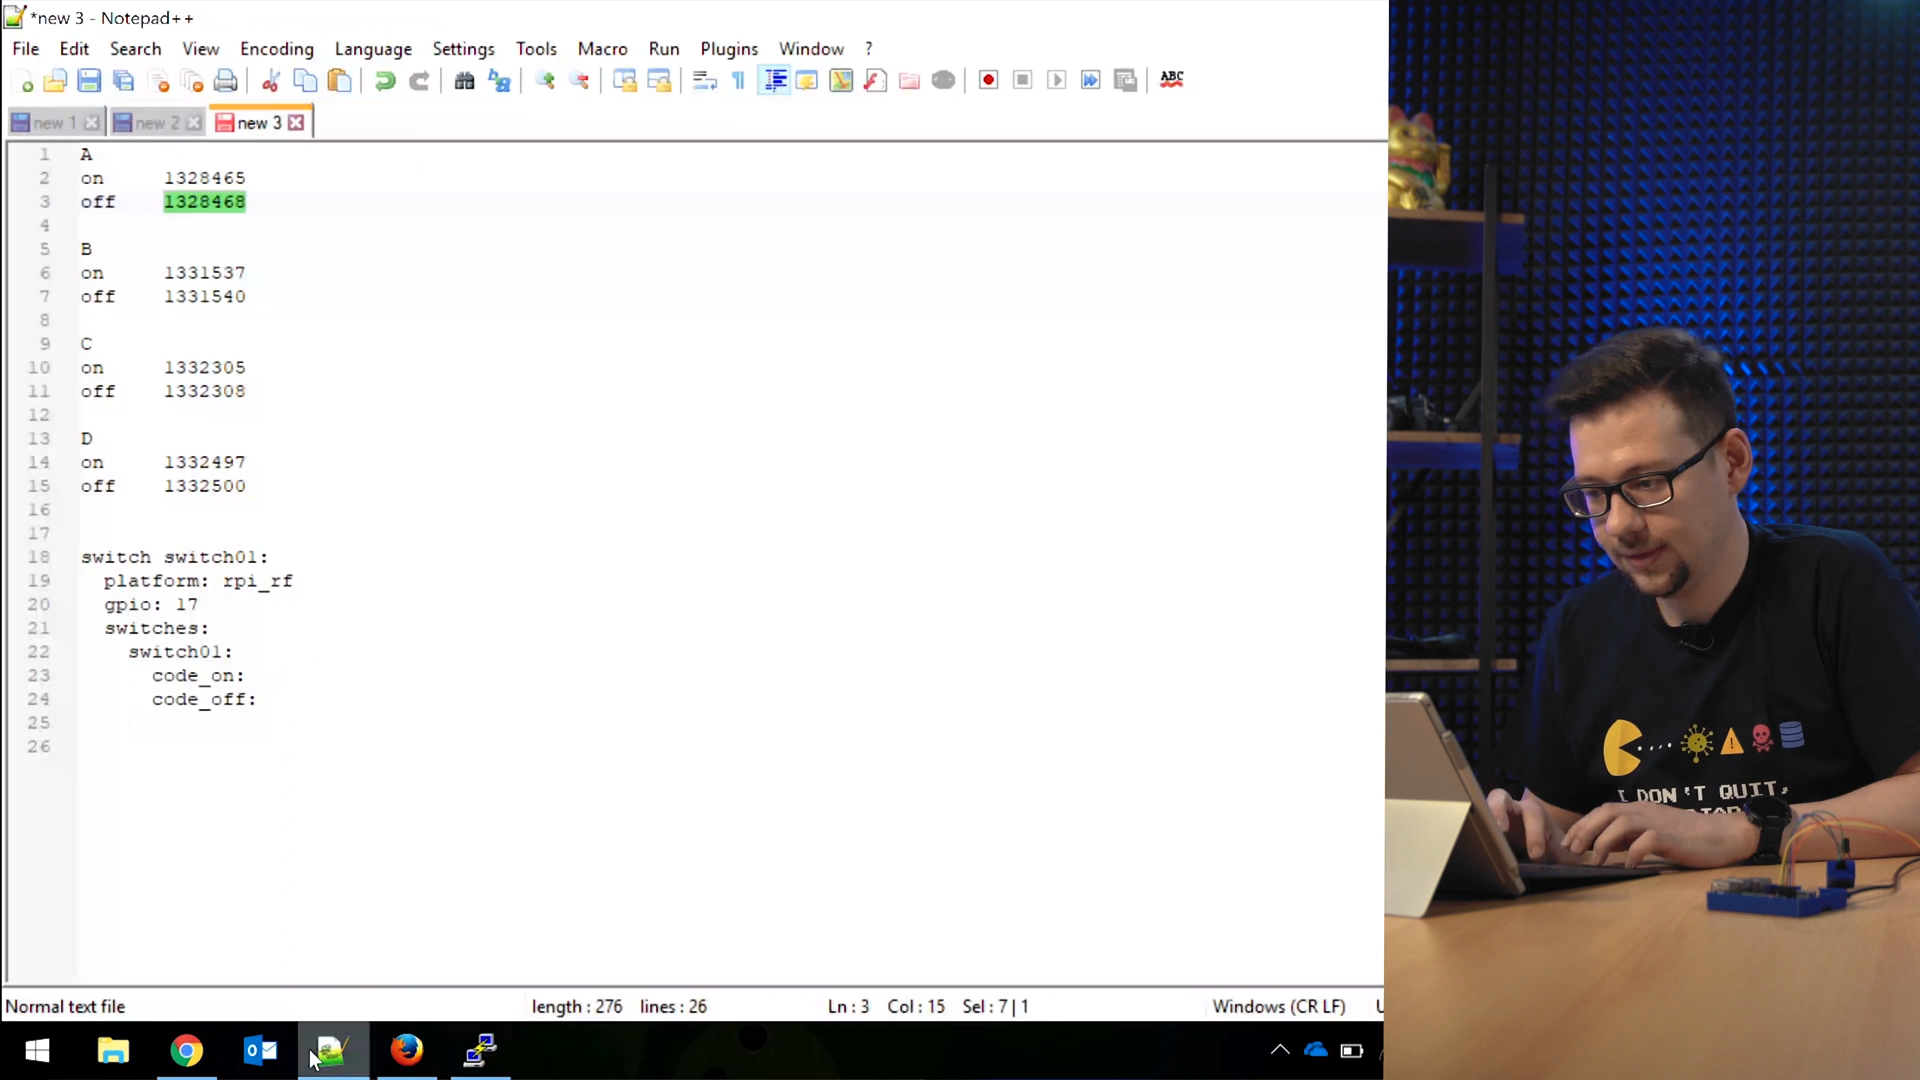 *new 3 - Notepad++
File Edit Search View Encoding Language Settings Tools Macro Run Plugins Window ?
ABC
new 1 new 2 new 3
1 A
2 on 1328465
3 off 1328468
4
5 B
6 on 1331537
7 off 1331540
8
9 C
10 on 1332305
11 off 1332308
12
13 D
14 on 1332497
15 off 1332500
16
17
18 switch switch01:
19 platform: rpi_rf
20 gpio: 17
21 switches:
22 switch01:
23 code_on:
24 code_off:
25
26
I DON'T QUIT,
Normal text file length : 276 lines : 26 Ln : 3 Col : 15 Sel : 7 | 1 Windows (CR LF)